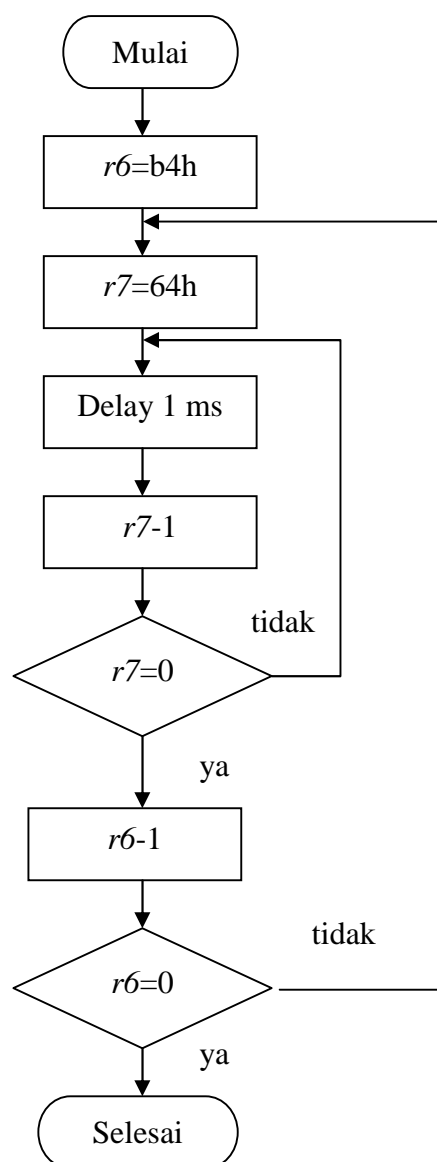 Mulai
r6=b4h
r7=64h
Delay 1 ms
r7-1
tidak
r7=0
ya
r6-1
tidak
r6=0
ya
Selesai